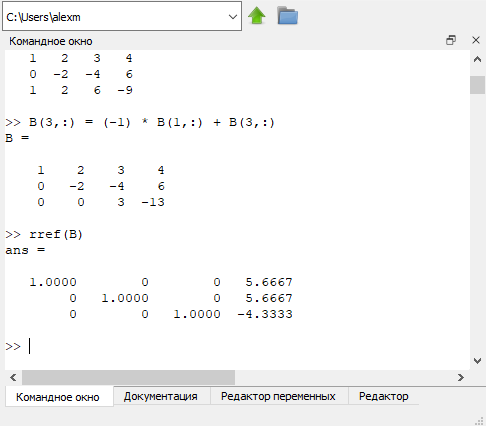 C:\Users\alexm
Командное окно
1 2 3 4
0 -2 -4 6
1 2 6 -9
>> B(3,:) = (-1) * B(1,:) + B(3,:)
B =
1 2 3 4
0 -2 -4 6
0 0 3 -13
>> rref(B)
ans =
1.0000 0 0 5.6667
0 1.0000 0 5.6667
0 0 1.0000 -4.3333
>>
Командное окно Документация Редактор переменных Редактор